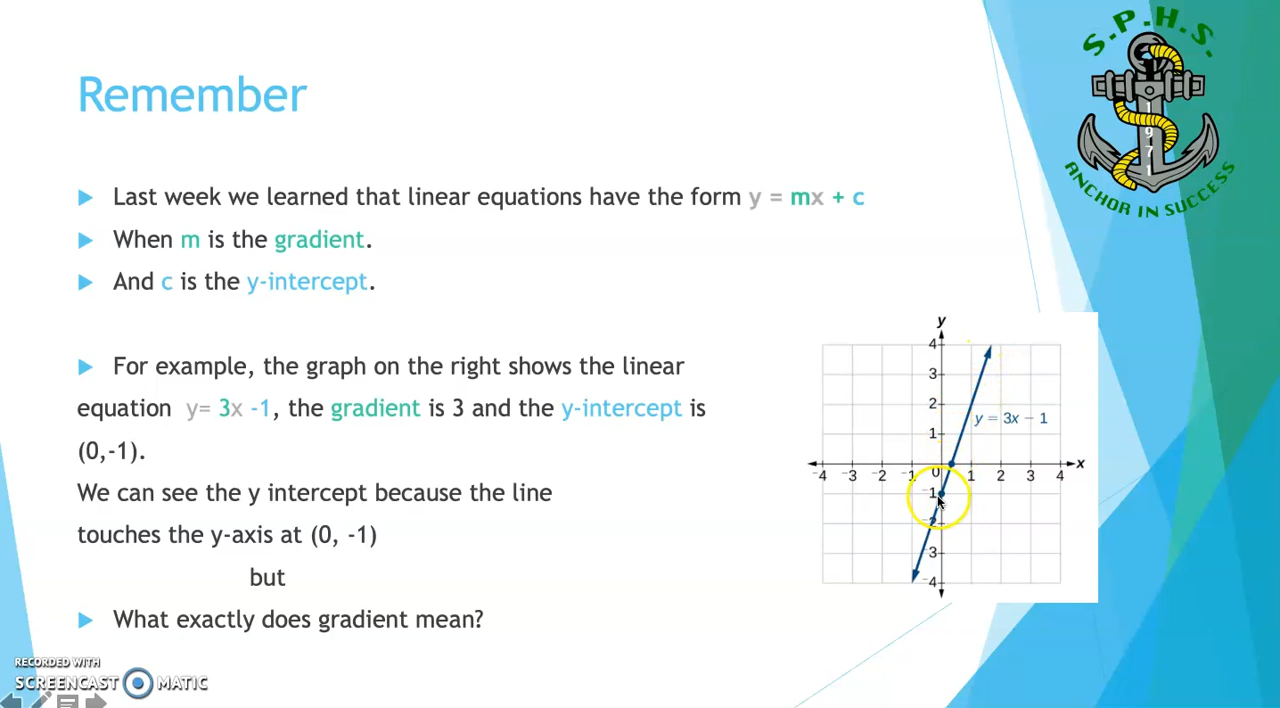 S.P.H.S.
1
9
7
1
ANCHOR IN SUCCESS
Remember
Last week we learned that linear equations have the form y = mx + c
When m is the gradient.
And c is the y-intercept.
For example, the graph on the right shows the linear
equation y= 3x -1, the gradient is 3 and the y-intercept is
(0,-1).
We can see the y intercept because the line
touches the y-axis at (0, -1)
but
What exactly does gradient mean?
y
4
3
2
1
y = 3x − 1
x
-4 -3 -2 -1 0 1 2 3 4
-1
-2
-3
-4
RECORDED WITH
SCREENCAST MATIC